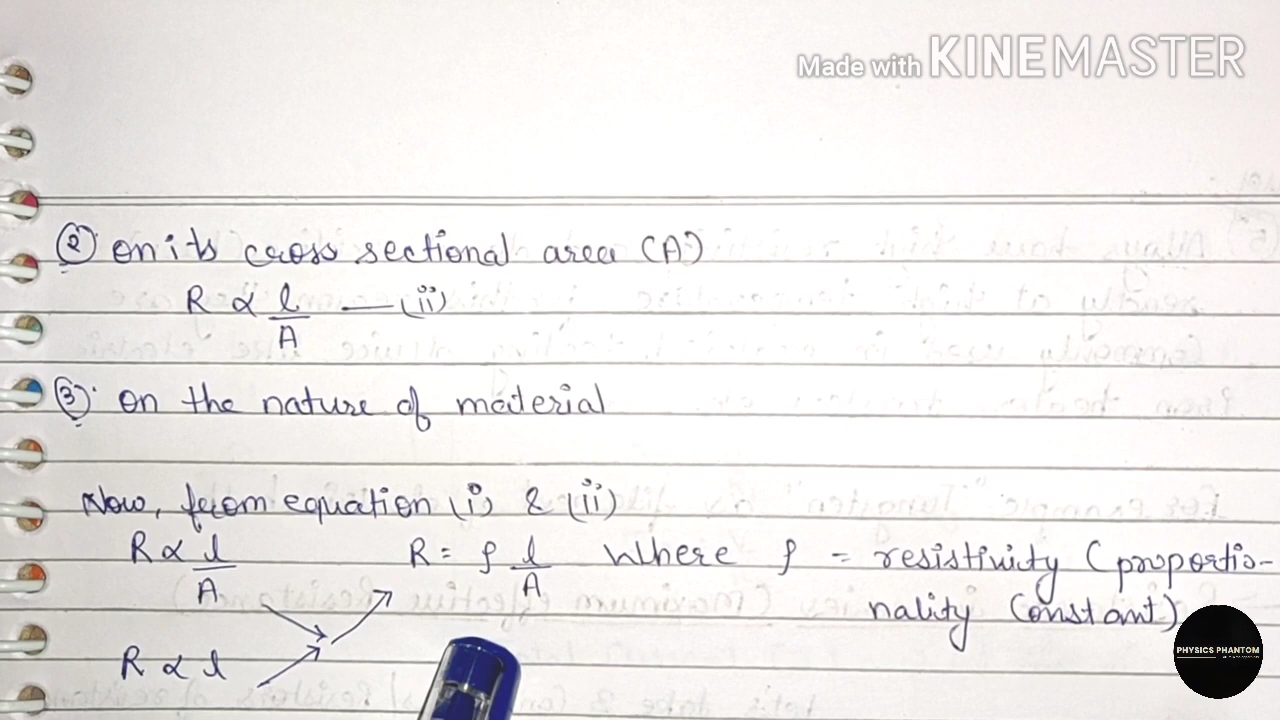 Made with KINEMASTER
② on its cross sectional area (A)
R ∝ l/A —(ii)
③ on the nature of material
Now, from equation (i) & (ii)
R ∝ l/A R = ρ l/A Where ρ = resistivity (proportio-
nality constant)
R ∝ l
PHYSICS PHANTOM